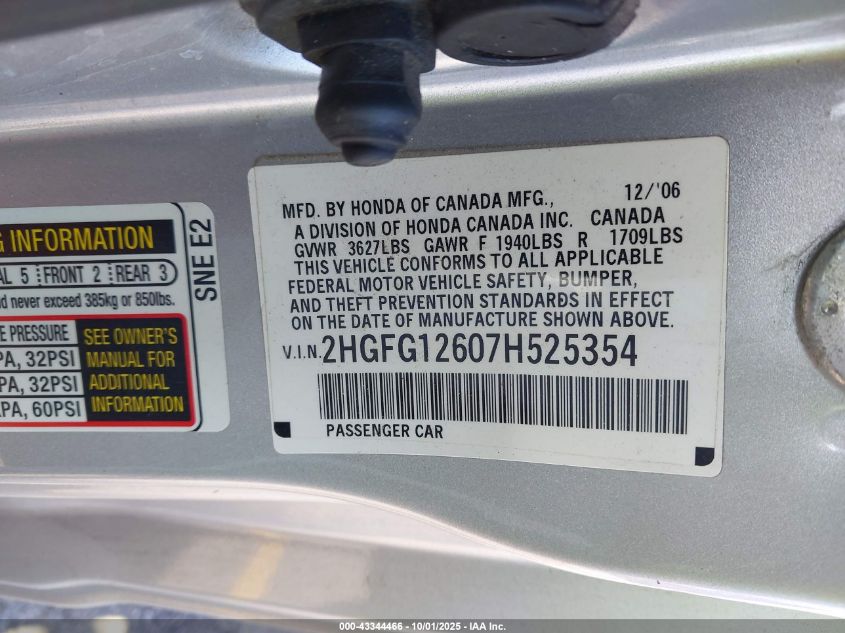 G INFORMATION
AL 5 FRONT 2 REAR 3
nd never exceed 385kg or 850lbs.
E PRESSURE
PA, 32PSI
PA, 32PSI
KPA, 60PSI
SEE OWNER'S
MANUAL FOR
ADDITIONAL
INFORMATION
SNE E2
MFD. BY HONDA OF CANADA MFG., 12/'06
A DIVISION OF HONDA CANADA INC. CANADA
GVWR 3627LBS GAWR F 1940LBS R 1709LBS
THIS VEHICLE CONFORMS TO ALL APPLICABLE
FEDERAL MOTOR VEHICLE SAFETY, BUMPER,
AND THEFT PREVENTION STANDARDS IN EFFECT
ON THE DATE OF MANUFACTURE SHOWN ABOVE.
V.I.N. 2HGFG12607H525354
PASSENGER CAR
000-43344466 - 10/01/2025 - IAA Inc.